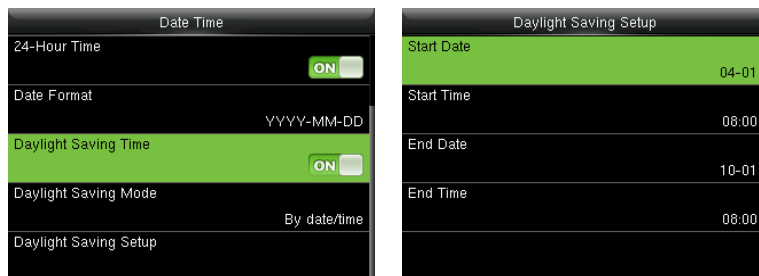 Date Time
24-Hour Time
ON
Date Format
YYYY-MM-DD
Daylight Saving Time
ON
Daylight Saving Mode
By date/time
Daylight Saving Setup
Daylight Saving Setup
Start Date
04-01
Start Time
08:00
End Date
10-01
End Time
08:00